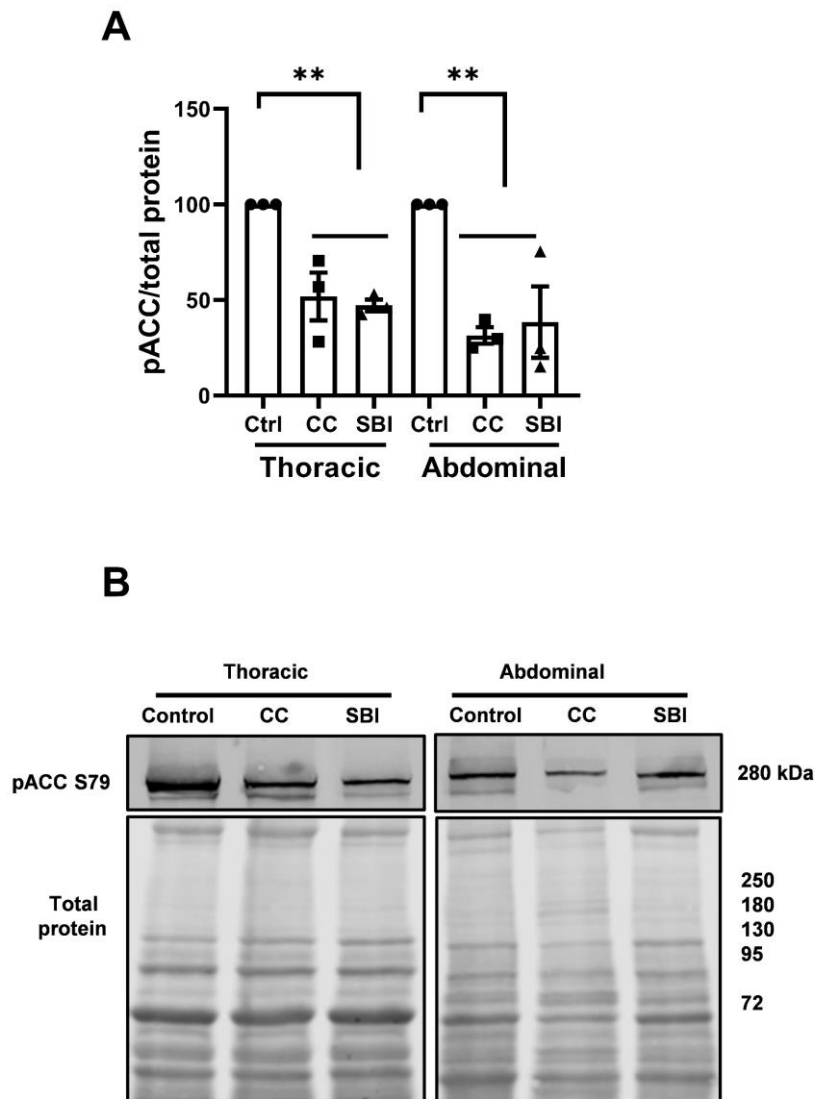 A
** **
150
100
50
0
pACC/total protein
Ctrl CC SBI Ctrl CC SBI
Thoracic Abdominal
B
Thoracic Abdominal
Control CC SBI Control CC SBI
pACC S79 280 kDa
Total
protein
250
180
130
95
72